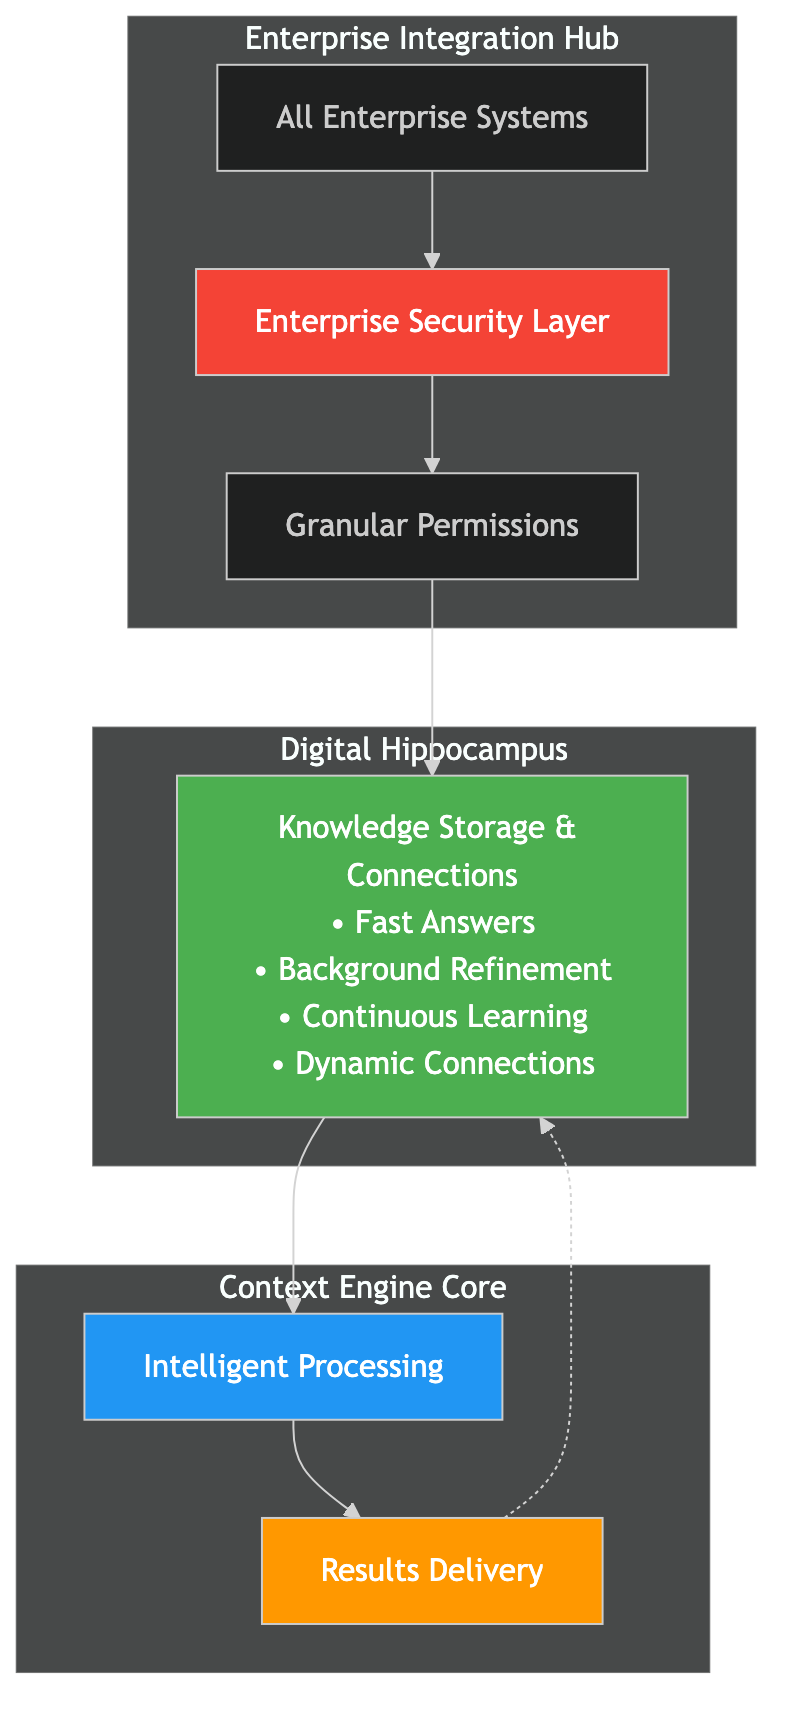 Enterprise Integration Hub
All Enterprise Systems
Enterprise Security Layer
Granular Permissions
Digital Hippocampus
Knowledge Storage &
Connections
• Fast Answers
• Background Refinement
• Continuous Learning
• Dynamic Connections
Context Engine Core
Intelligent Processing
Results Delivery